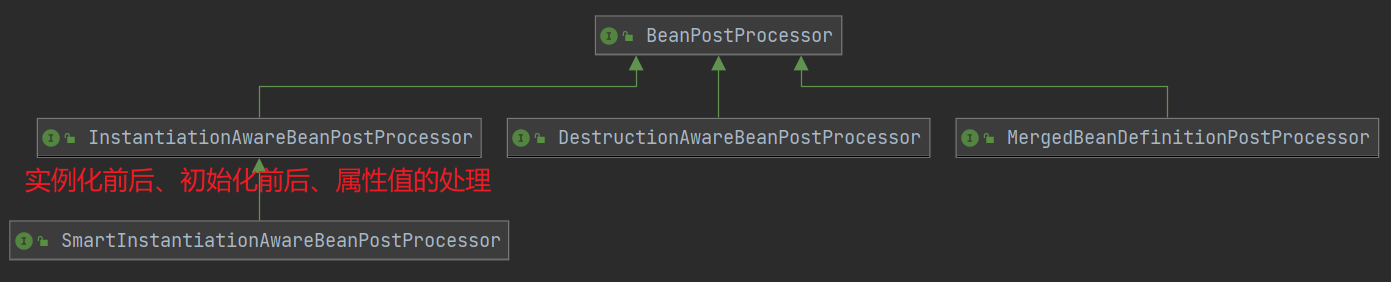 BeanPostProcessor
InstantiationAwareBeanPostProcessor
DestructionAwareBeanPostProcessor
MergedBeanDefinitionPostProcessor
实例化前后、初始化前后、属性值的处理
SmartInstantiationAwareBeanPostProcessor